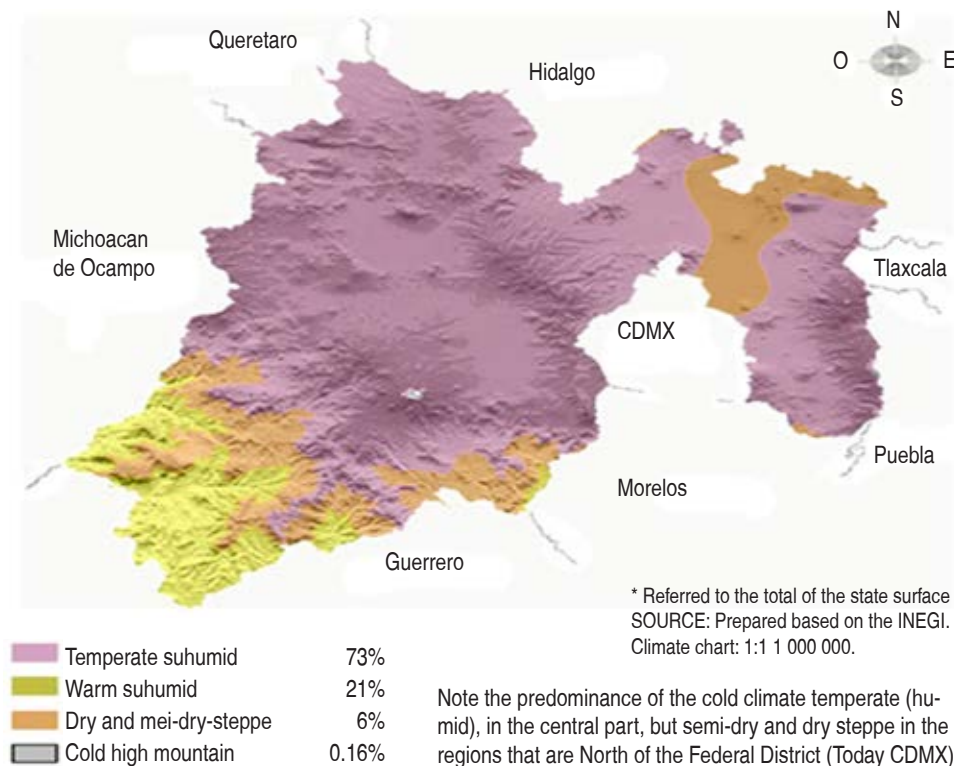 Queretaro
Hidalgo
N
O
E
S
Michoacan
de Ocampo
Tlaxcala
CDMX
Puebla
Morelos
Guerrero
* Referred to the total of the state surface
SOURCE: Prepared based on the INEGI.
Climate chart: 1:1 1 000 000.
Temperate suhumid 73%
Warm suhumid 21%
Dry and mei-dry-steppe 6%
Cold high mountain 0.16%
Note the predominance of the cold climate temperate (hu-
mid), in the central part, but semi-dry and dry steppe in the
regions that are North of the Federal District (Today CDMX)